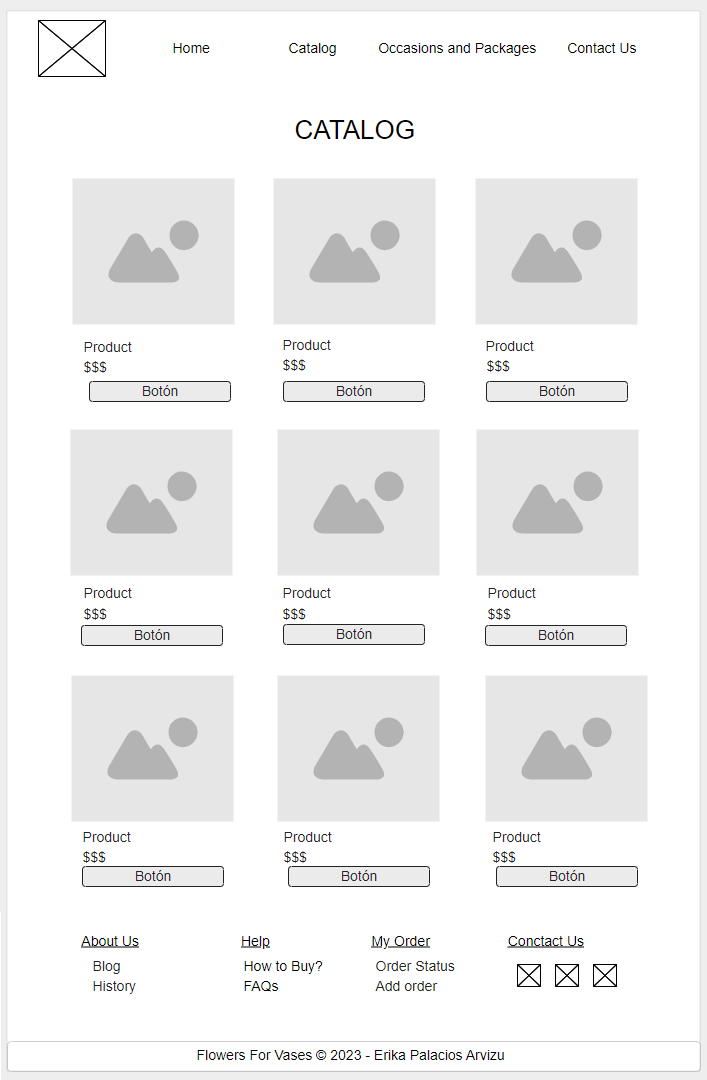 Home Catalog Occasions and Packages Contact Us
CATALOG
Product Product Product
$$$ $$$ $$$
Botón Botón Botón
Product Product Product
$$$ $$$ $$$
Botón Botón Botón
Product Product Product
$$$ $$$ $$$
Botón Botón Botón
About Us Help My Order Conctact Us
Blog How to Buy? Order Status
History FAQs Add order
Flowers For Vases © 2023 - Erika Palacios Arvizu